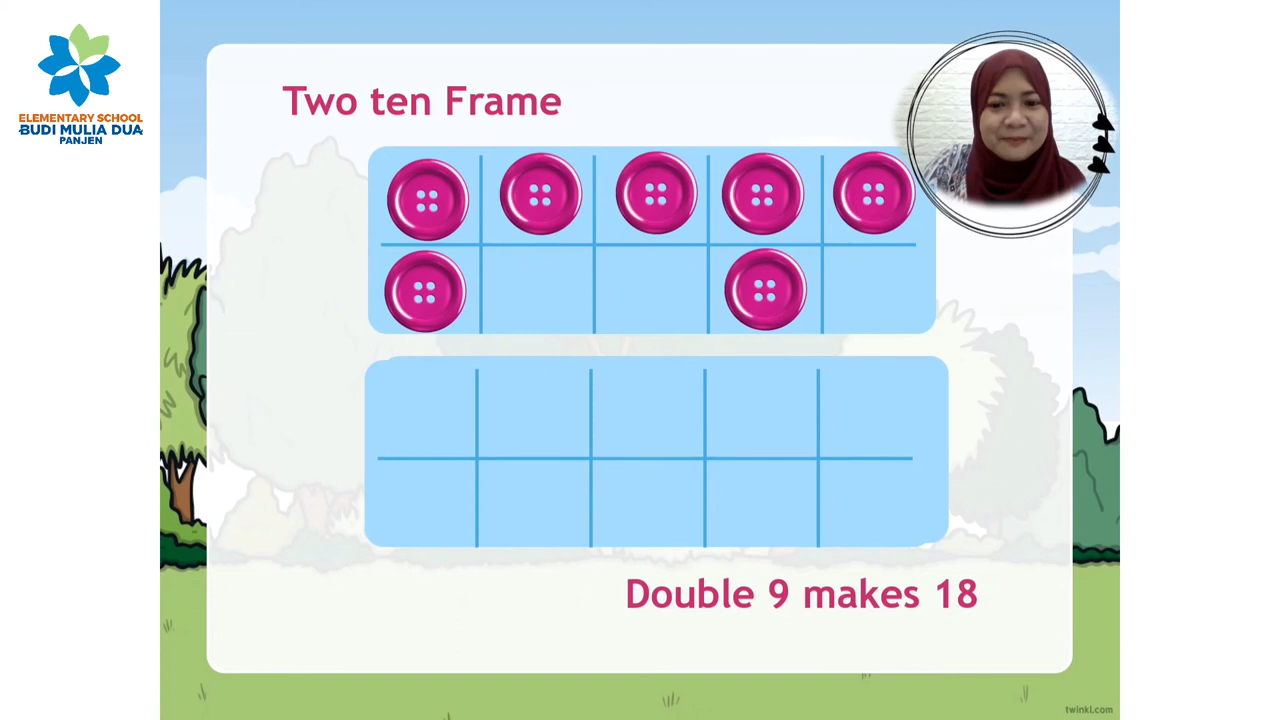 ELEMENTARY SCHOOL
BUDI MULIA DUA
PANJEN
Two ten Frame
Double 9 makes 18
twinkl.com